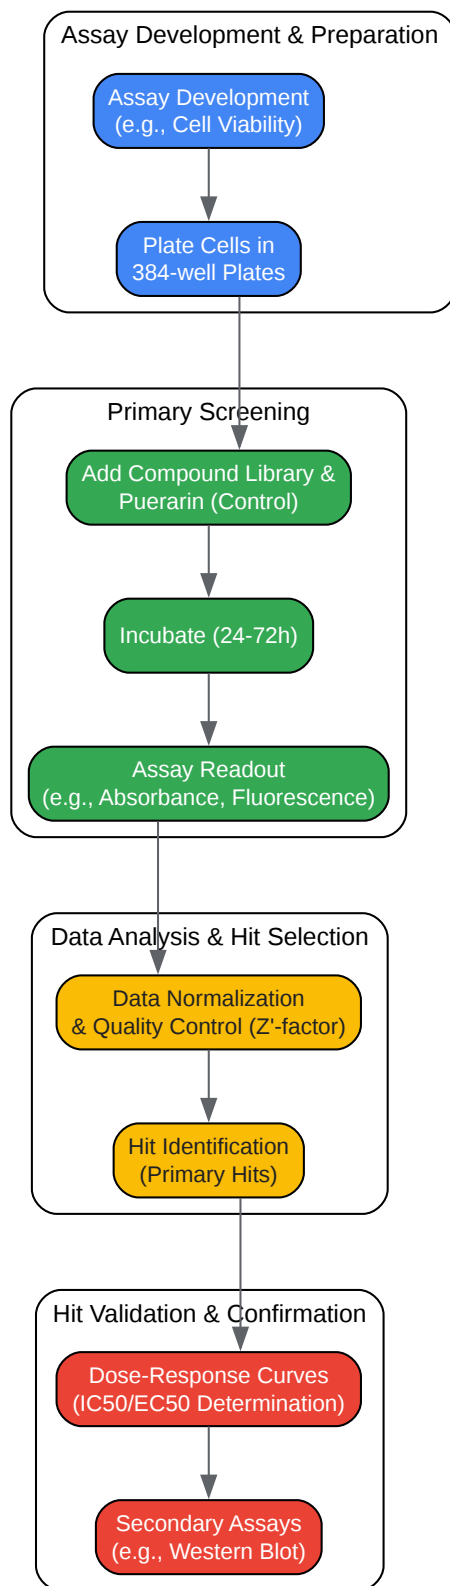 Assay Development & Preparation
Assay Development
(e.g., Cell Viability)
Plate Cells in
384-well Plates
Primary Screening
Add Compound Library &
Puerarin (Control)
Incubate (24-72h)
Assay Readout
(e.g., Absorbance, Fluorescence)
Data Analysis & Hit Selection
Data Normalization
& Quality Control (Z'-factor)
Hit Identification
(Primary Hits)
Hit Validation & Confirmation
Dose-Response Curves
(IC50/EC50 Determination)
Secondary Assays
(e.g., Western Blot)